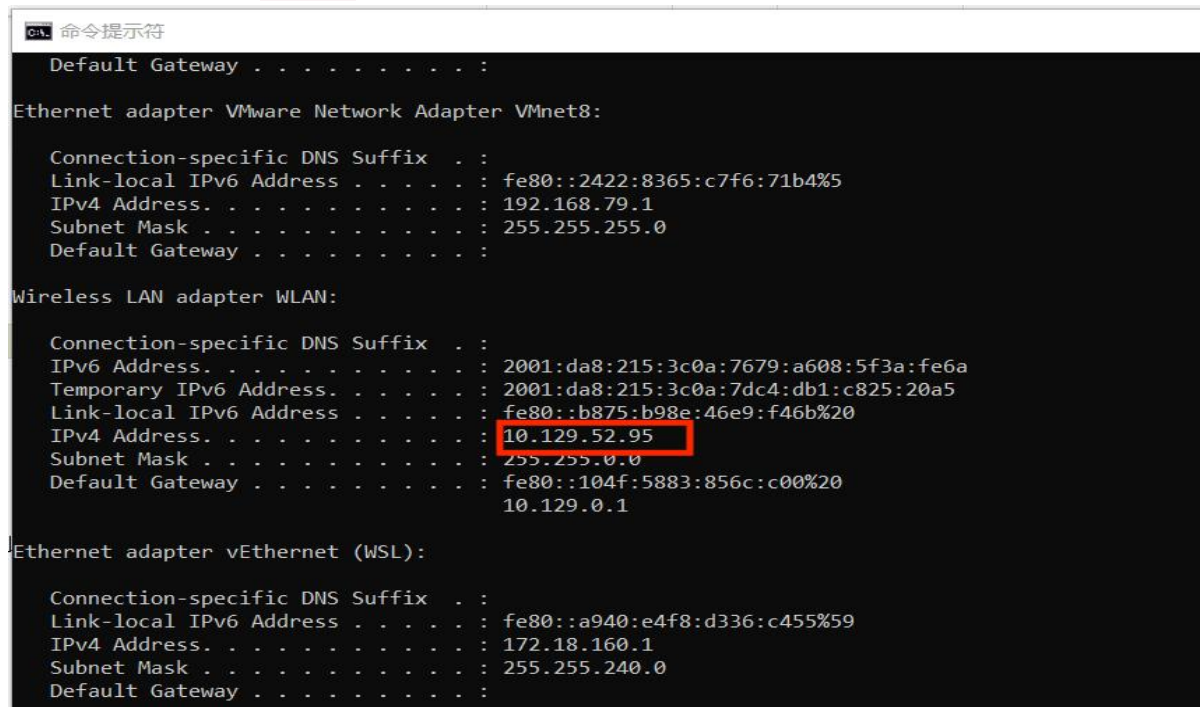 命令提示符
Default Gateway . . . . . . . . . :
Ethernet adapter VMware Network Adapter VMnet8:
Connection-specific DNS Suffix  . :
Link-local IPv6 Address . . . . . : fe80::2422:8365:c7f6:71b4%5
IPv4 Address. . . . . . . . . . . : 192.168.79.1
Subnet Mask . . . . . . . . . . . : 255.255.255.0
Default Gateway . . . . . . . . . :
Wireless LAN adapter WLAN:
Connection-specific DNS Suffix  . :
IPv6 Address. . . . . . . . . . . : 2001:da8:215:3c0a:7679:a608:5f3a:fe6a
Temporary IPv6 Address. . . . . . : 2001:da8:215:3c0a:7dc4:db1:c825:20a5
Link-local IPv6 Address . . . . . : fe80::b875:b98e:46e9:f46b%20
IPv4 Address. . . . . . . . . . . : 10.129.52.95
Subnet Mask . . . . . . . . . . . : 255.255.0.0
Default Gateway . . . . . . . . . : fe80::104f:5883:856c:c00%20
10.129.0.1
Ethernet adapter vEthernet (WSL):
Connection-specific DNS Suffix  . :
Link-local IPv6 Address . . . . . : fe80::a940:e4f8:d336:c455%59
IPv4 Address. . . . . . . . . . . : 172.18.160.1
Subnet Mask . . . . . . . . . . . : 255.255.240.0
Default Gateway . . . . . . . . . :